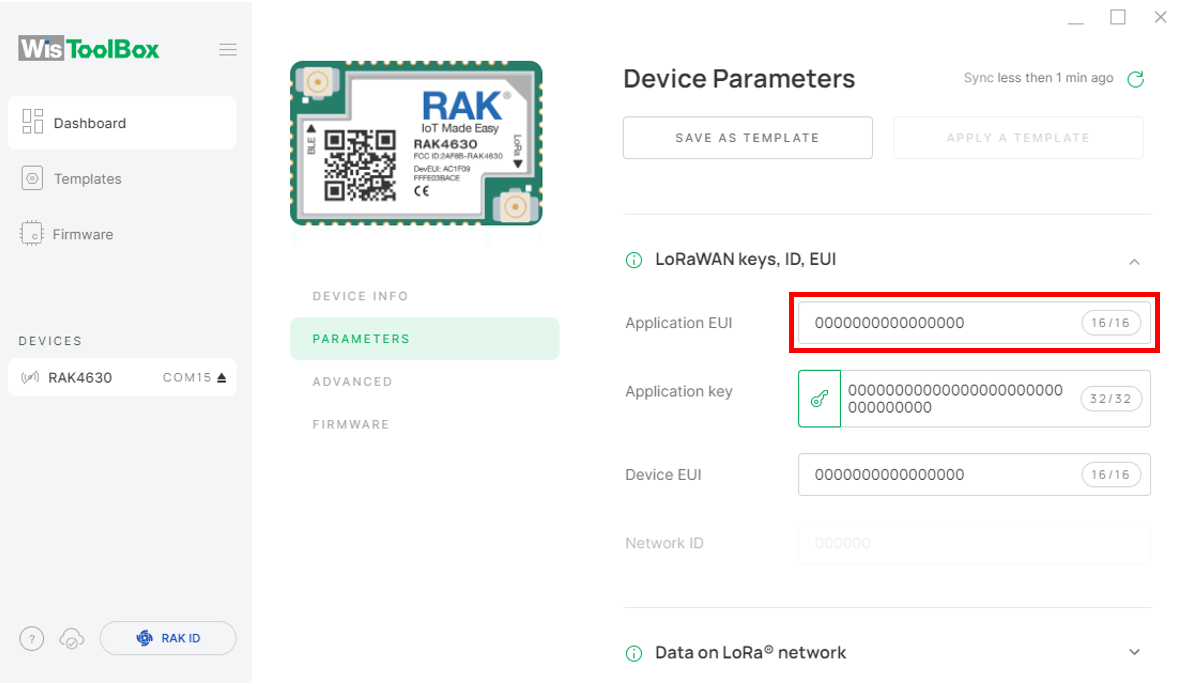 WisToolBox
Dashboard
Templates
Firmware
DEVICES
RAK4630 COM15
?
RAK ID
RAK®
IoT Made Easy
RAK4630
FCC ID:2AF6B-RAK4630
DevEUI: AC1F09
FFFE03BACE
CE
BLE
LoRa
DEVICE INFO
PARAMETERS
ADVANCED
FIRMWARE
Device Parameters
Sync less then 1 min ago
SAVE AS TEMPLATE
APPLY A TEMPLATE
LoRaWAN keys, ID, EUI
Application EUI
0000000000000000 16/16
Application key
00000000000000000000000
000000000
32/32
Device EUI
0000000000000000 16/16
Network ID
000000
Data on LoRa® network